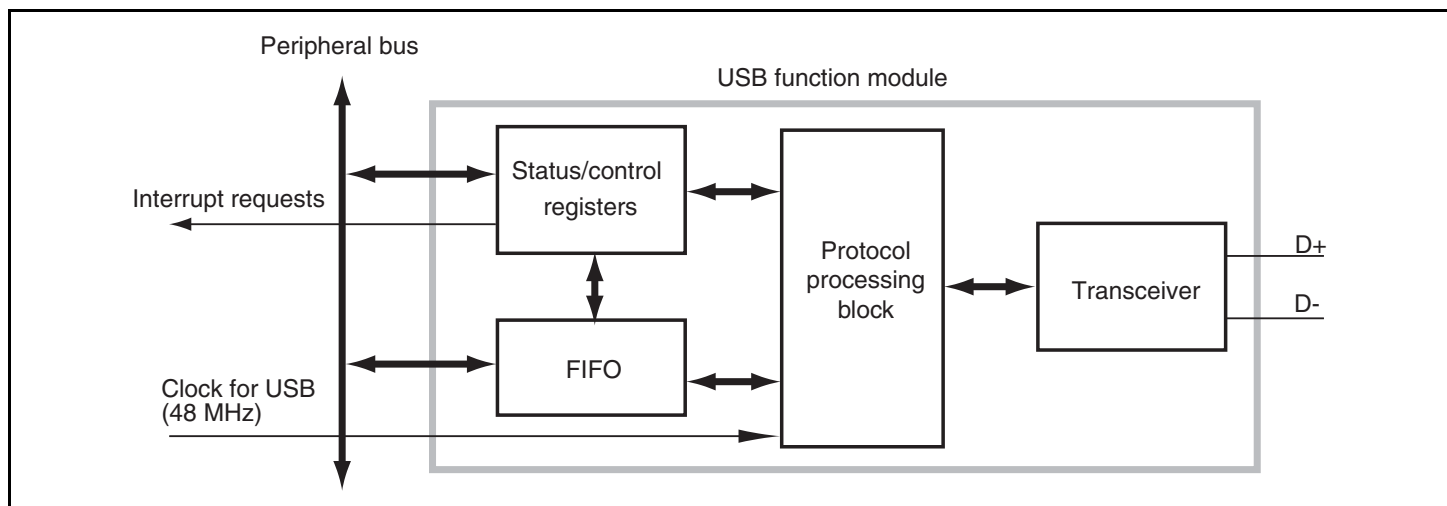 Peripheral bus
USB function module
Status/control
registers
Interrupt requests
Protocol
processing
block
Transceiver
D+
D-
FIFO
Clock for USB
(48 MHz)